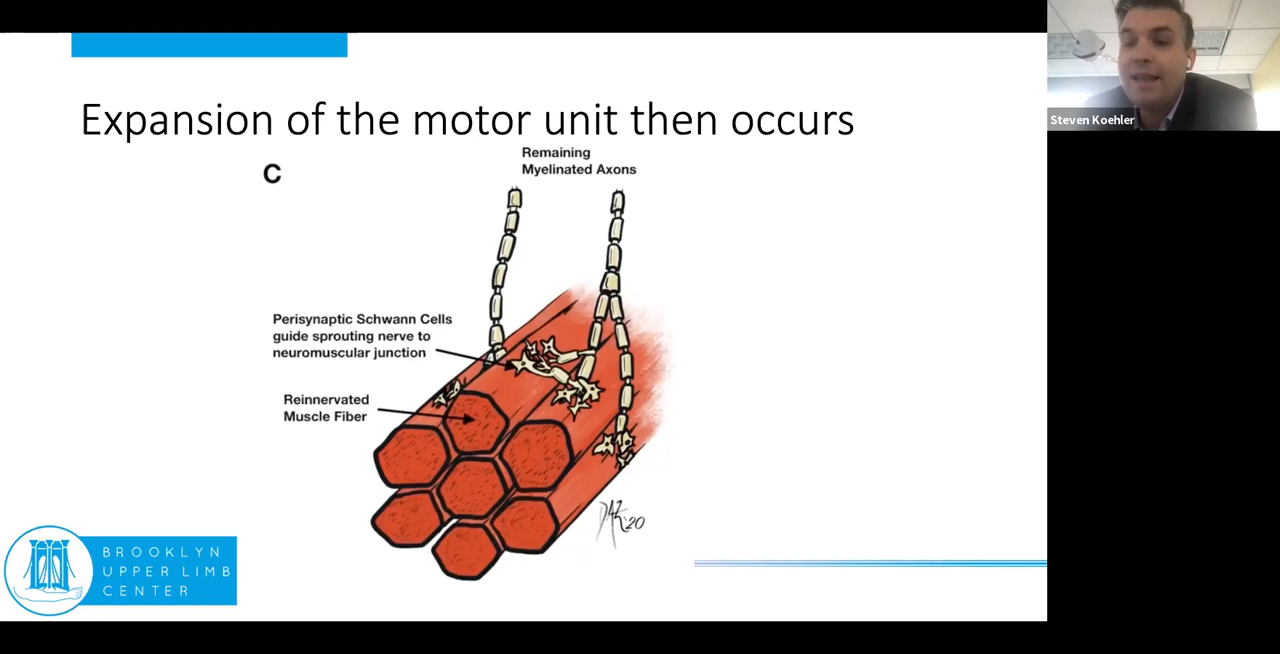 Expansion of the motor unit then occurs
Steven Koehler
C
Remaining
Myelinated Axons
Perisynaptic Schwann Cells
guide sprouting nerve to
neuromuscular junction
Reinnervated
Muscle Fiber
BROOKLYN
UPPER LIMB
CENTER